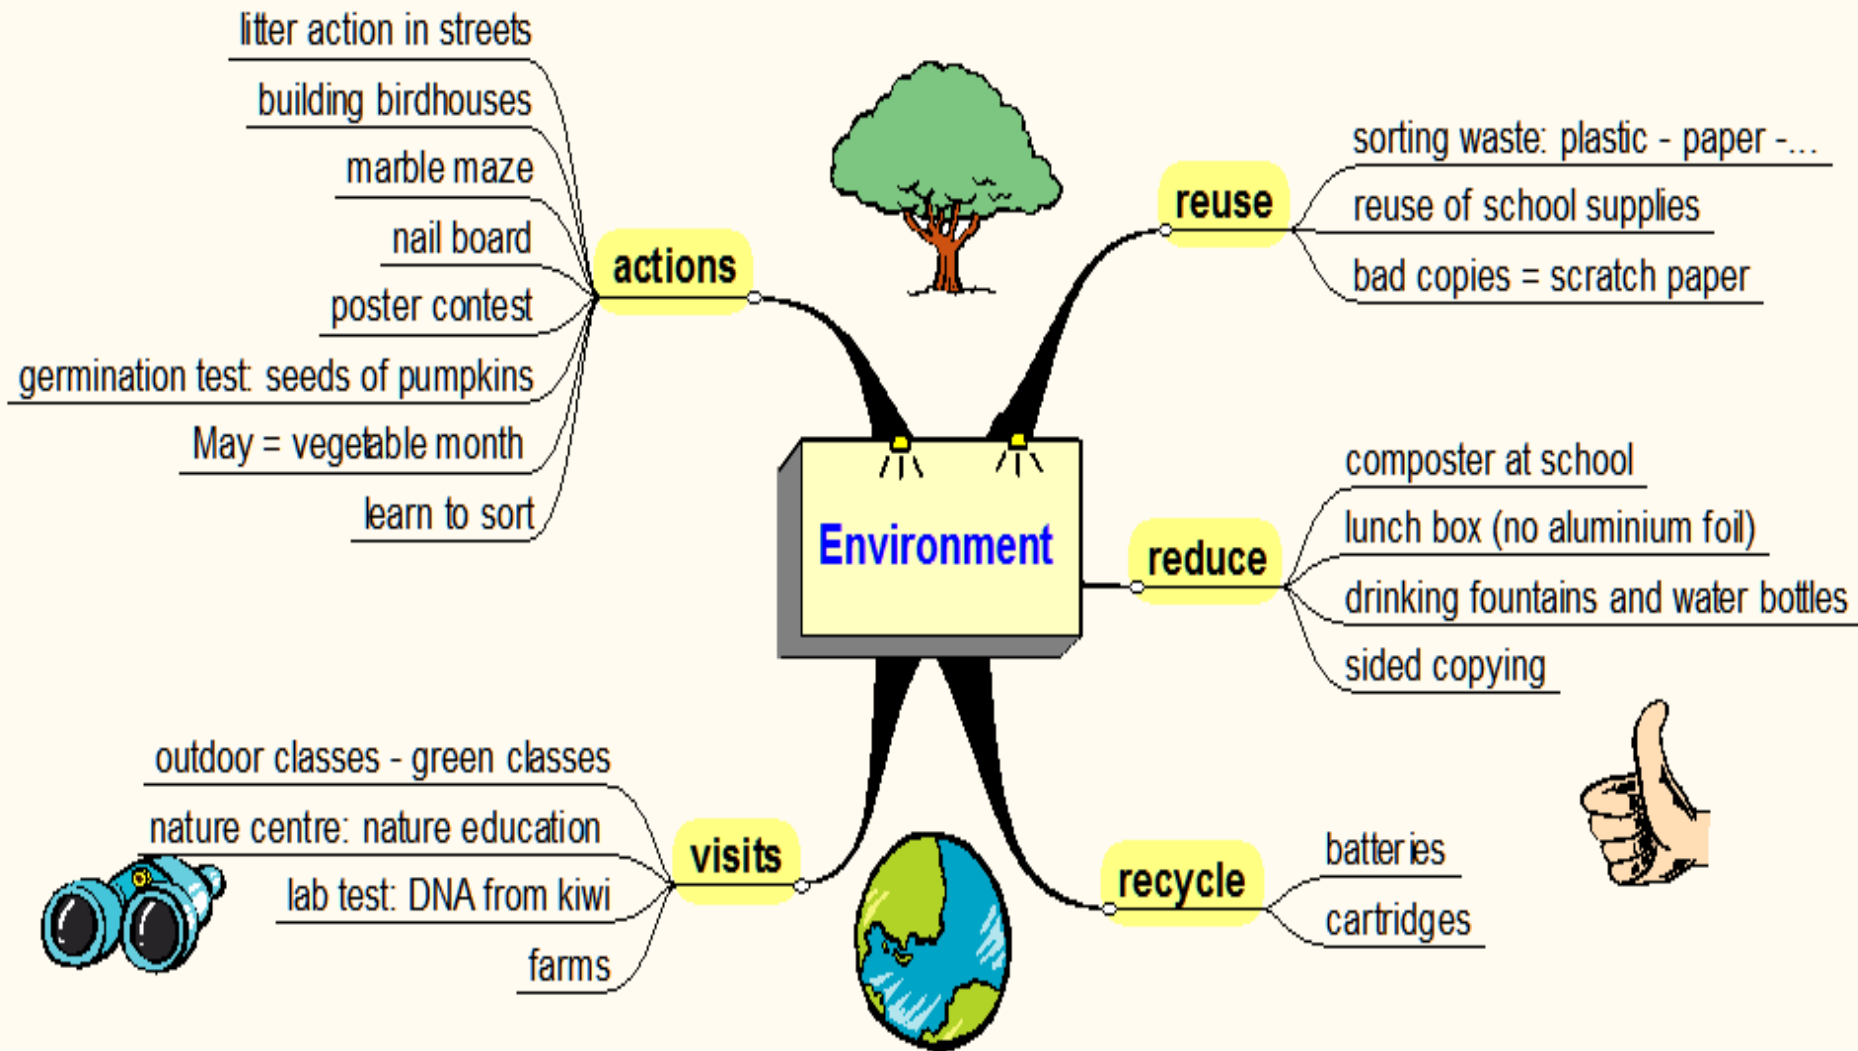 Environment
actions
litter action in streets
building birdhouses
marble maze
nail board
poster contest
germination test: seeds of pumpkins
May = vegetable month
learn to sort
reuse
sorting waste: plastic - paper -...
reuse of school supplies
bad copies = scratch paper
reduce
composter at school
lunch box (no aluminium foil)
drinking fountains and water bottles
sided copying
visits
outdoor classes - green classes
nature centre: nature education
lab test: DNA from kiwi
farms
recycle
batteries
cartridges